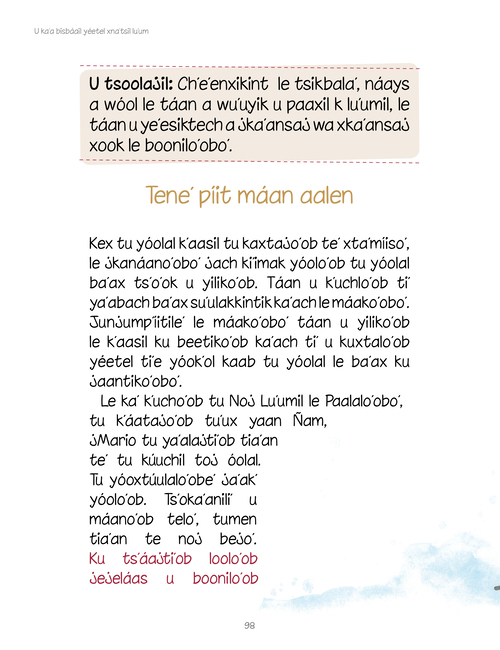 U ka'a bisbáail yéetel xna'tsil lu'um
U tsoolajil: Ch'e'enxikint le tsikbala', náays
a wóol le táan a wu'uyik u paaxil k lu'umil, le
táan u ye'esiktech a jka'ansaj wa xka'ansaj
xook le boonilo'obo'.
Tene' píit máan aalen
Kex tu yóolal k'aasil tu kaxtajo'ob te' xta'miiso',
le jkanáano'obo' jach ki'imak yóolo'ob tu yóolal
ba'ax ts'o'ok u yiliko'ob. Táan u k'uchlo'ob ti'
ya'abach ba'ax su'ulakkintik ka'ach le máako'obo'.
Junjump'íitile' le máako'obo' táan u yiliko'ob
le k'aasil ku beetiko'ob ka'ach ti' u kuxtalo'ob
yéetel ti'e yóok'ol kaab tu yóolal le ba'ax ku
jaantiko'obo'.
Le ka' k'ucho'ob tu Noj Lu'umil le Paalalo'obo',
tu k'áatajo'ob tu'ux yaan Ñam,
jMario tu ya'alajti'ob tia'an
te' tu kúuchil toj óolal.
Tu yóoxtúulalo'obe' ja'ak'
yóolo'ob. Ts'oka'anili' u
máano'ob telo', tumen
tia'an te noj bejo'.
Ku ts'áajti'ob loolo'ob
jejeláas u boonilo'ob
98